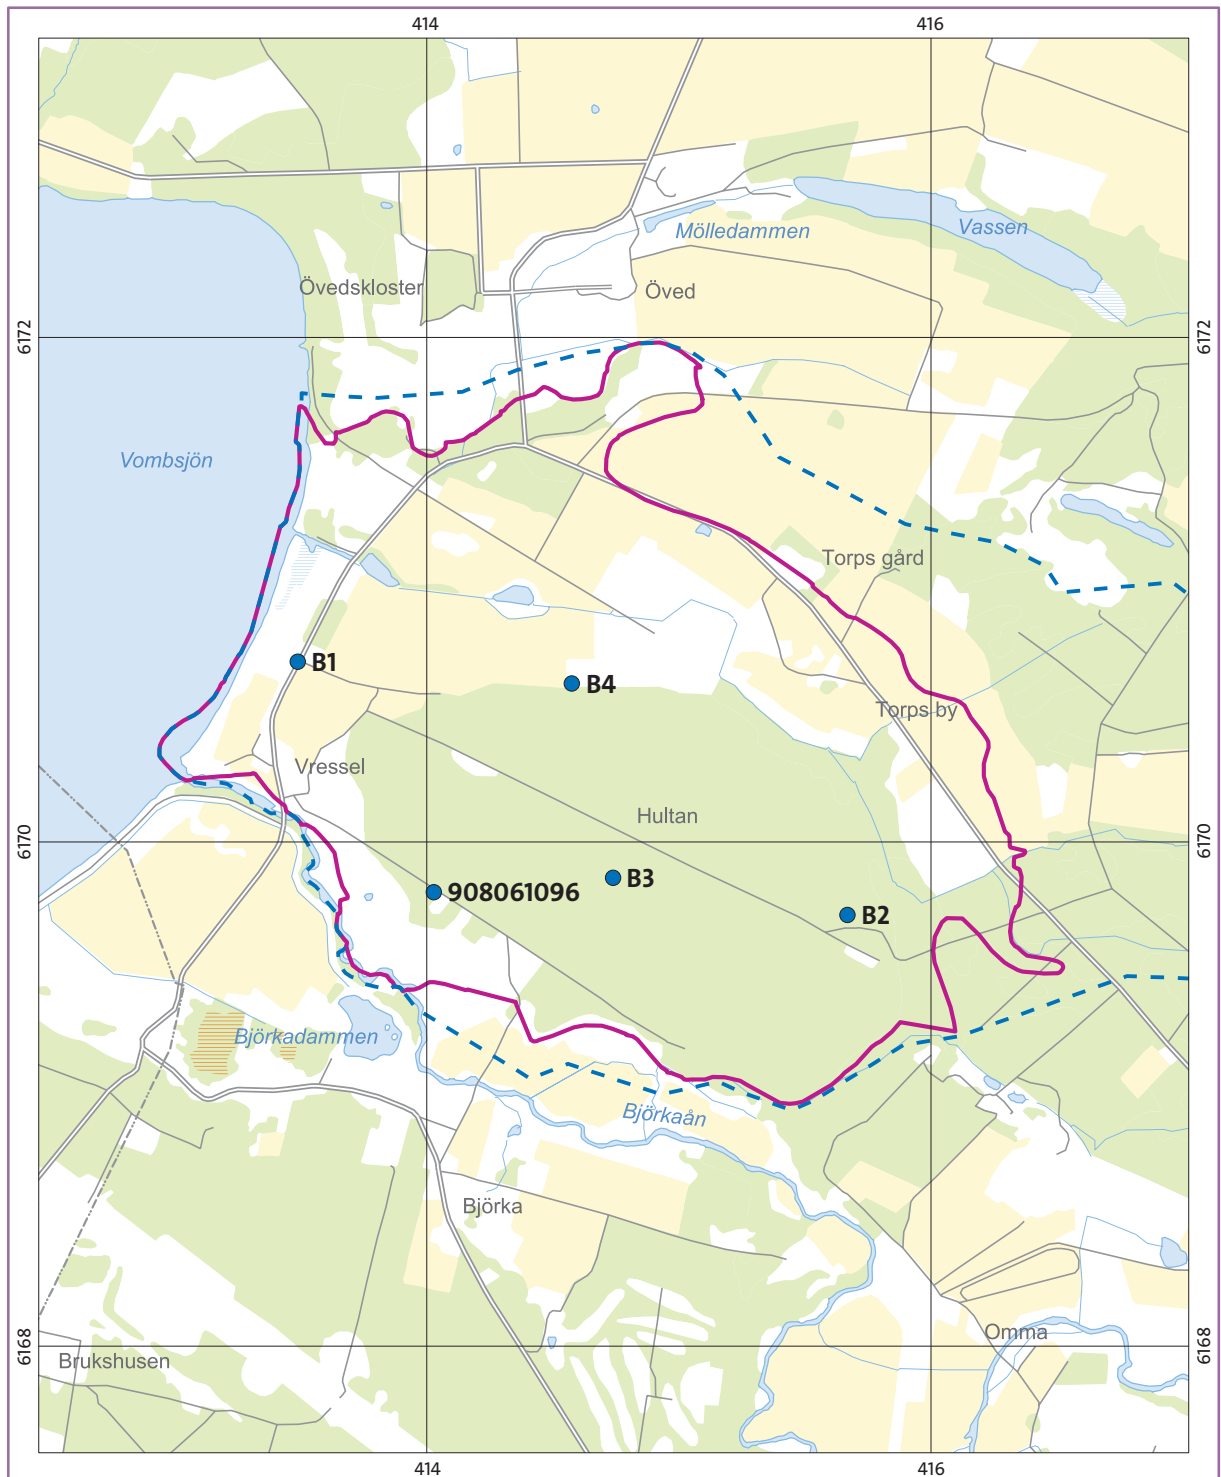 414
416
Mölledammen
Vassen
Övedskloster
Öved
6172
6172
Vombsjön
Torps gård
B1
B4
Torps by
Vressel
Hultan
6170
6170
B3
908061096
B2
Björkadammen
Björkaån
Björka
Omma
6168
6168
Brukshusen
414
416